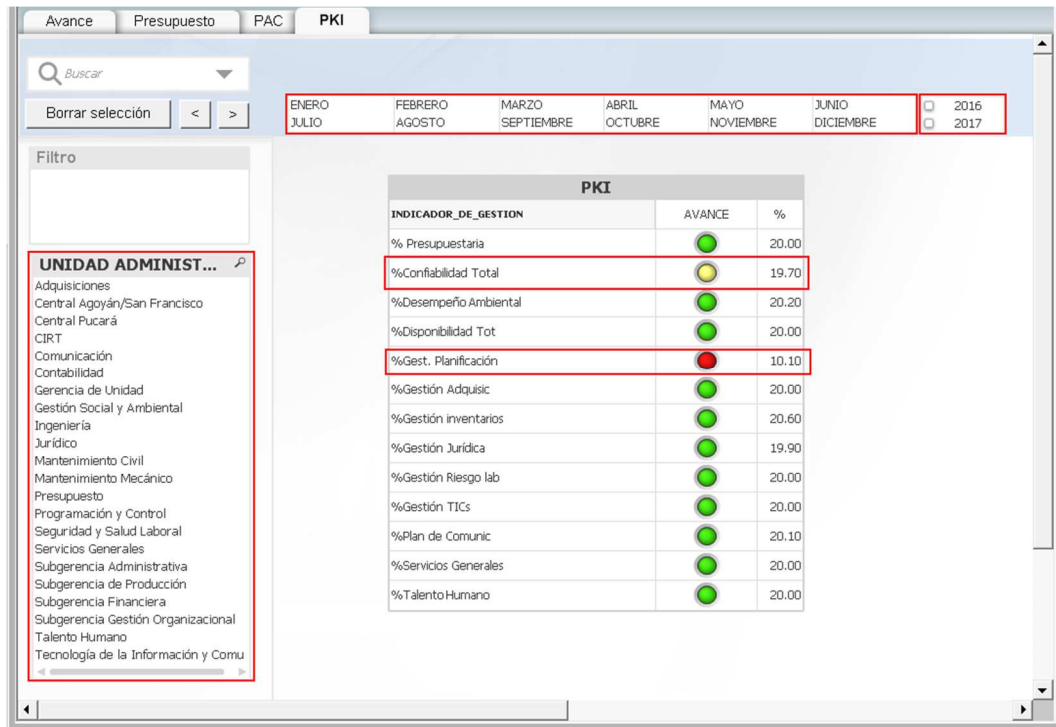 Avance Presupuesto PAC PKI
Buscar
Borrar selección < >
ENERO FEBRERO MARZO ABRIL MAYO JUNIO 2016
JULIO AGOSTO SEPTIEMBRE OCTUBRE NOVIEMBRE DICIEMBRE 2017
Filtro
UNIDAD ADMINIST...
Adquisiciones
Central Agoyán/San Francisco
Central Pucará
CIRT
Comunicación
Contabilidad
Gerencia de Unidad
Gestión Social y Ambiental
Ingeniería
Jurídico
Mantenimiento Civil
Mantenimiento Mecánico
Presupuesto
Programación y Control
Seguridad y Salud Laboral
Servicios Generales
Subgerencia Administrativa
Subgerencia de Producción
Subgerencia Financiera
Subgerencia Gestión Organizacional
Talento Humano
Tecnología de la Información y Comu
PKI
INDICADOR_DE_GESTION AVANCE %
% Presupuestaria 20.00
%Confiabilidad Total 19.70
%Desempeño Ambiental 20.20
%Disponibilidad Tot 20.00
%Gest. Planificación 10.10
%Gestión Adquisic 20.00
%Gestión inventarios 20.60
%Gestión Jurídica 19.90
%Gestión Riesgo lab 20.00
%Gestión TICs 20.00
%Plan de Comunic 20.10
%Servicios Generales 20.00
%Talento Humano 20.00